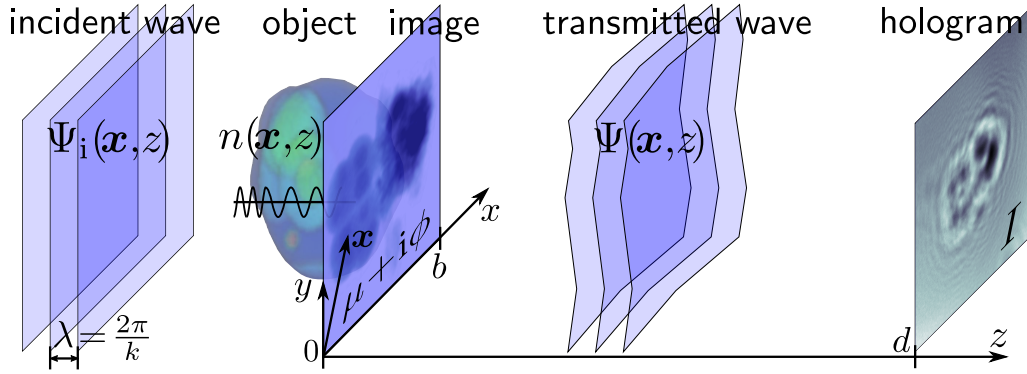 incident wave
object
image
transmitted wave
hologram
Ψᵢ(𝒙,z)
n(𝒙,z)
Ψ(𝒙,z)
x
𝒙
μ + iϕ
I
b
y
λ = 2π/k
0
d
z